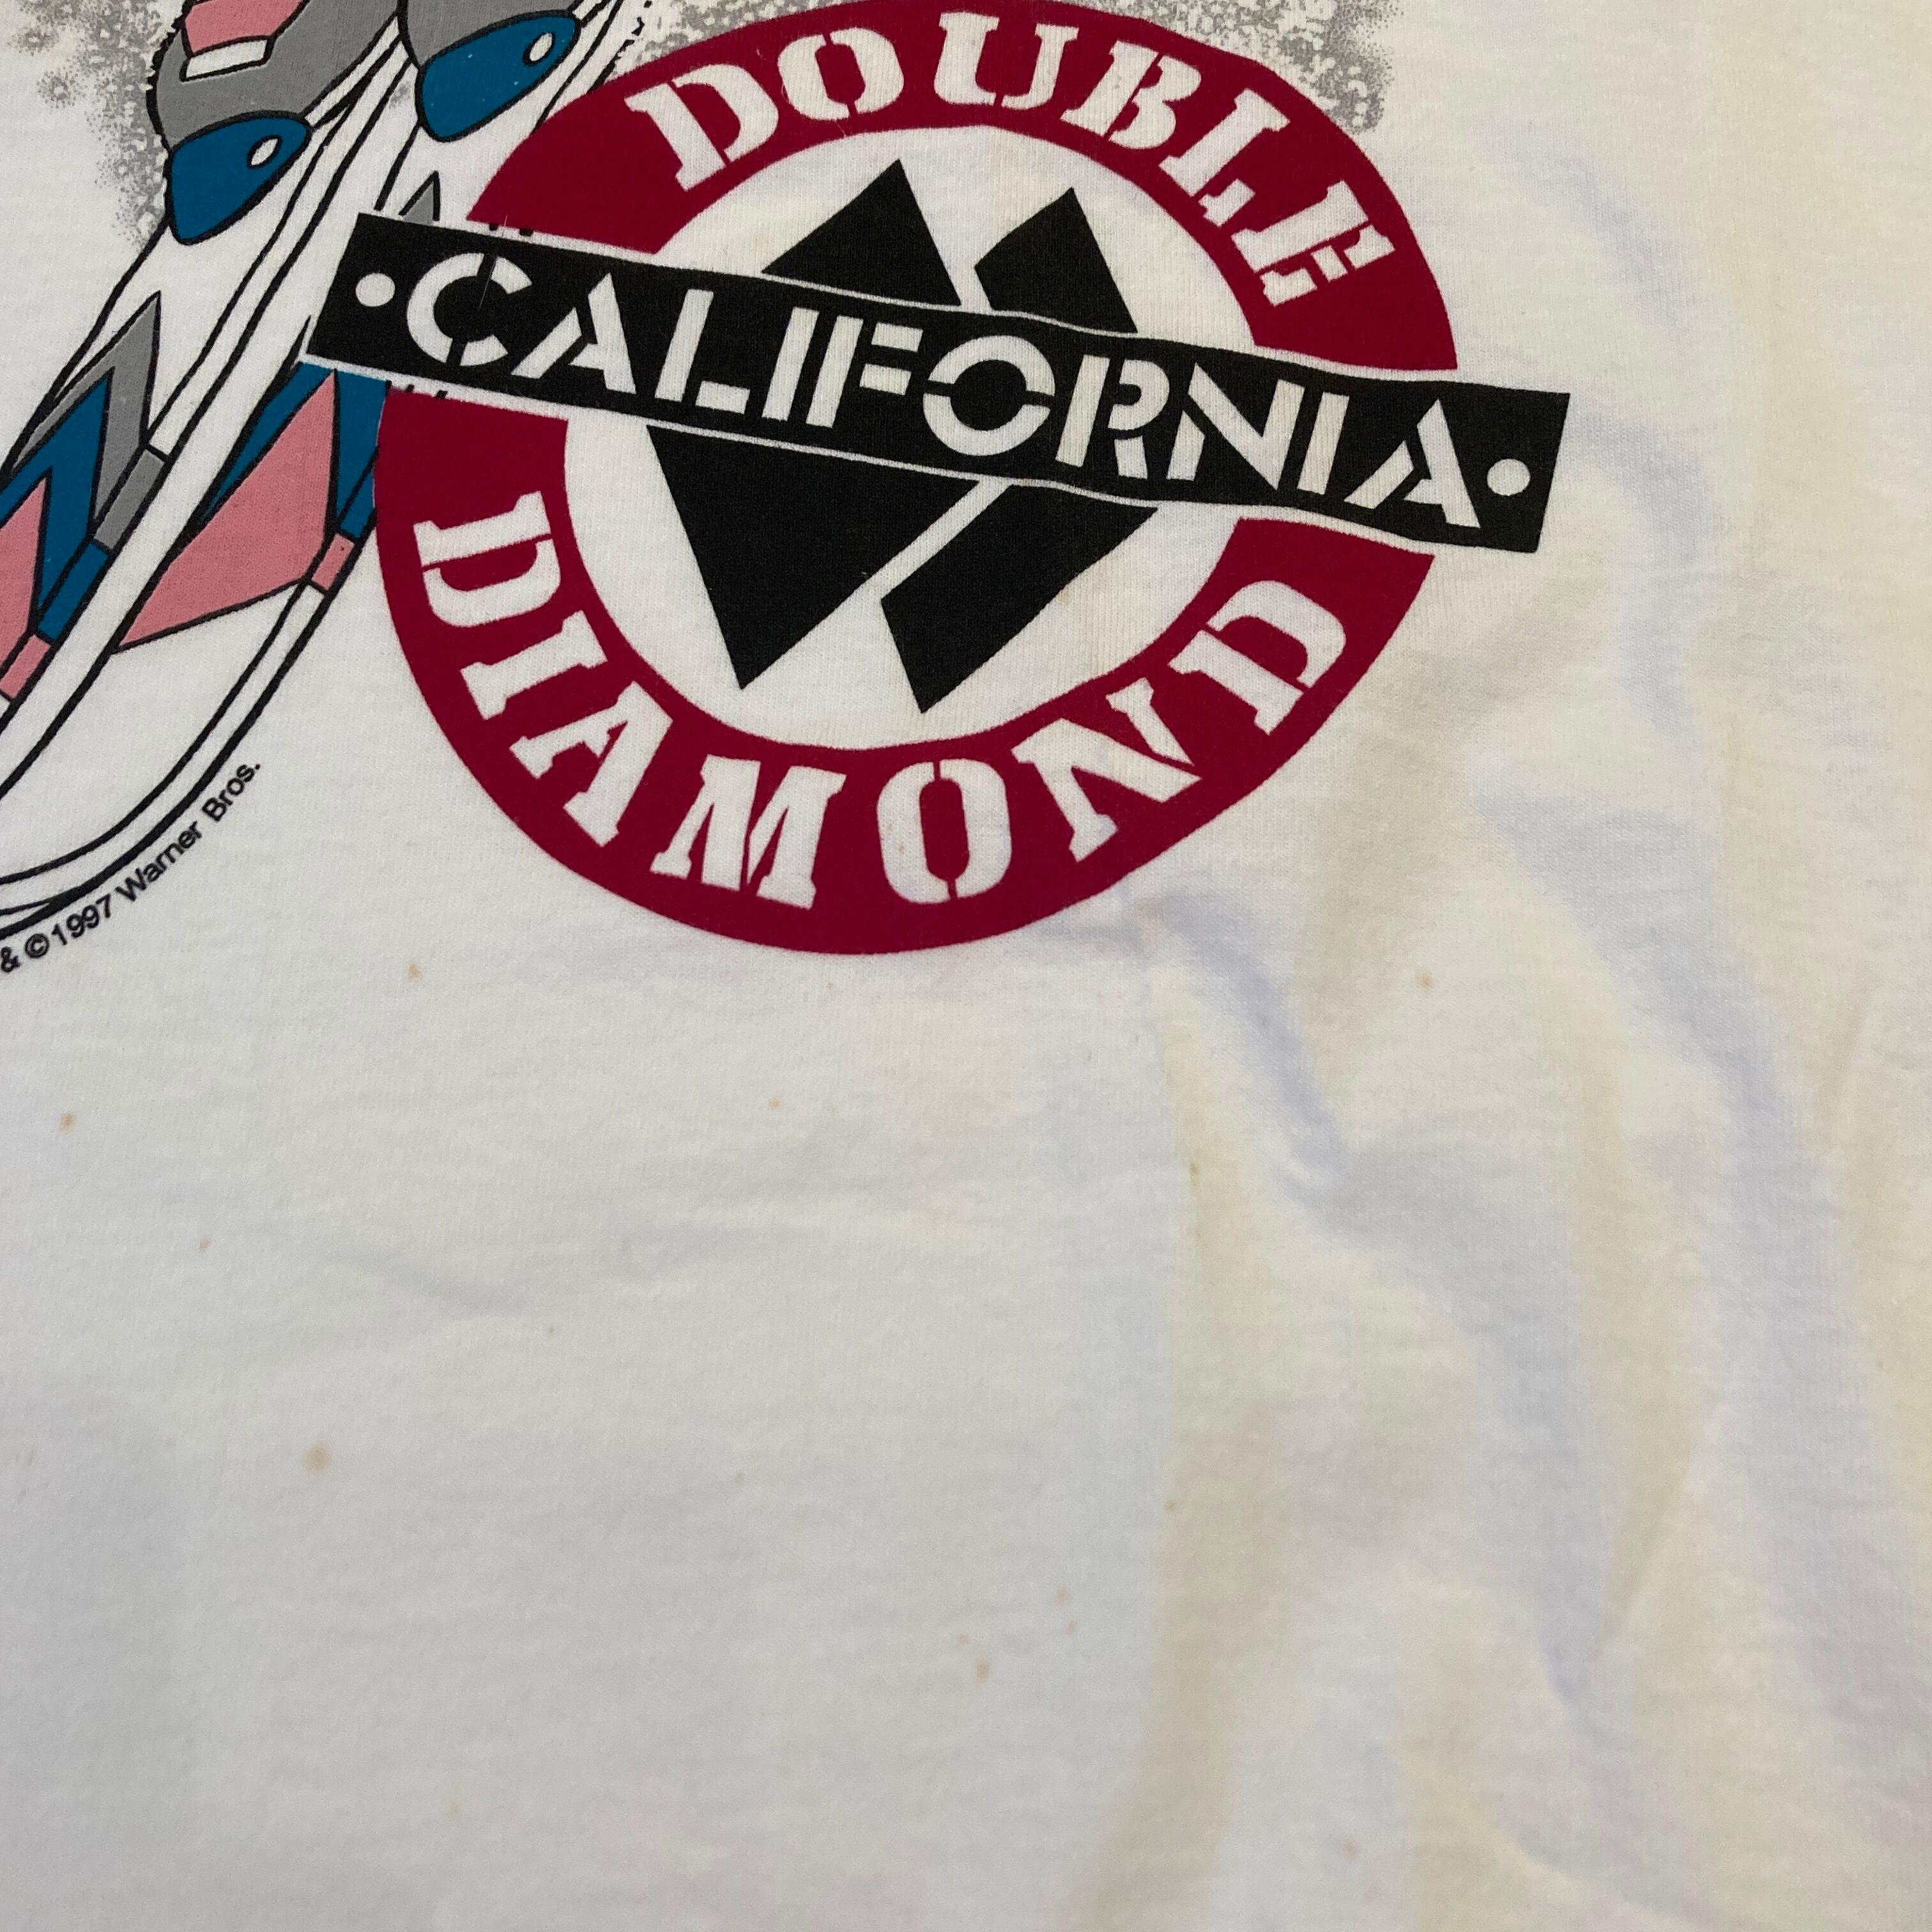 DOUBLE
•CALIFORNIA•
DIAMOND
& ©1997 Warner Bros.